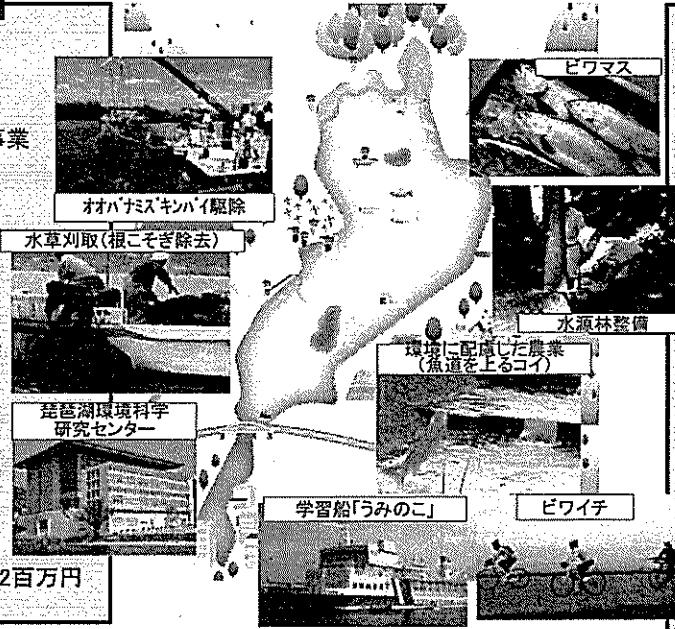 事業
ビワマス
オオバナミズキンバイ駆除
水草刈取(根こそぎ除去)
水源林整備
環境に配慮した農業
(魚道を上るコイ)
琵琶湖環境科学
研究センター
学習船「うみのこ」
ビワイチ
2百万円